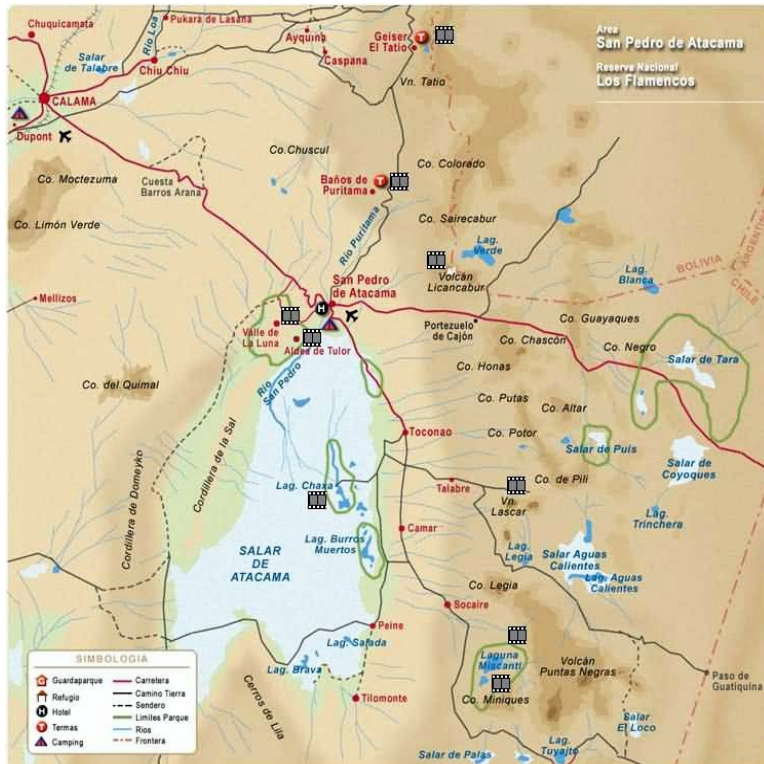 Area
San Pedro de Atacama
Reserva Nacional
Los Flamencos
Chuquicamata
Pukará de Lasana
Río Loa
Ayquina
Geiser
El Tatio
Salar
de Talabre
Chiu Chiu
Caspana
Vn. Tatio
CALAMA
Dupont
Co. Chuscul
Co. Colorado
Co. Moctezuma
Cuesta
Barros Arana
Baños de
Puritama
Co. Limón Verde
Co. Sairecabur
Río Puritama
Lag.
Verde
BOLIVIA
ARGENTINA
CHILE
Volcán
Licancabur
Lag.
Blanca
Mellizos
San Pedro
de Atacama
H
Valle de
La Luna
Aldea de Tulor
Portezuelo
de Cajón
Co. Guayaques
Co. Chascón
Co. Negro
Salar de Tara
Co. Honas
Co. del Quimal
Río
San Pedro
Co. Putas
Co. Altar
Toconao
Co. Potor
Salar de Puis
Cordillera de la Sal
Cordillera de Domeyko
Salar de
Coyoques
Lag. Chaxa
Talabre
Co. de Pili
Vn.
Lascar
Lag.
Trinchera
Camar
Lag. Burros
Muertos
Lag.
Legia
Salar Aguas
Calientes
Lag. Aguas
Calientes
SALAR
DE
ATACAMA
Co. Legia
Socaire
Peine
Lag. Salada
Lag. Brava
Laguna
Miscanti
Volcán
Puntas Negras
Paso de
Guatiquina
Co. Miniques
Tilomonte
Cerros de Lila
Salar
El Loco
Salar de Palas
Lag.
Tuyajto
SIMBOLOGIA
Guardaparque
Refugio
H Hotel
T Termas
Camping
Carretera
Camino Tierra
Sendero
Limites Parque
Rios
Frontera